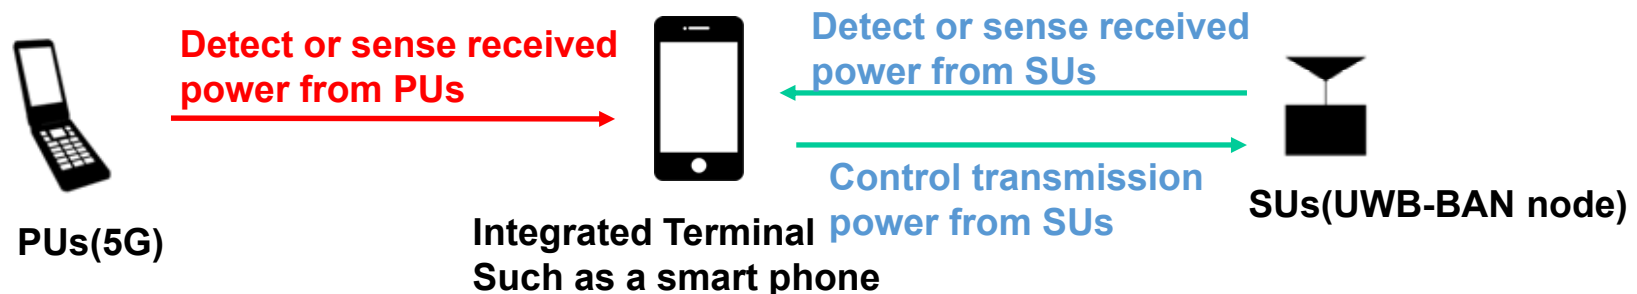 Detect or sense received
power from PUs
Detect or sense received
power from SUs
Control transmission
power from SUs
PUs(5G)
Integrated Terminal
Such as a smart phone
SUs(UWB-BAN node)